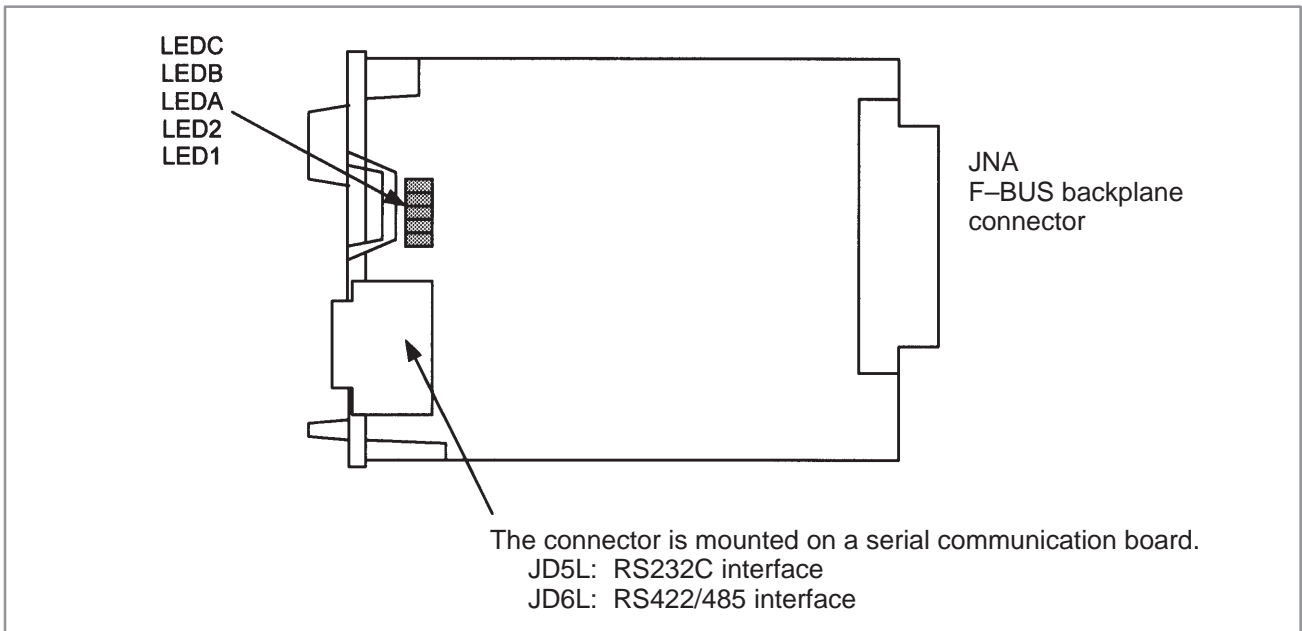 LEDC
LEDB
LEDA
LED2
LED1
JNA
F–BUS backplane
connector
The connector is mounted on a serial communication board.
JD5L: RS232C interface
JD6L: RS422/485 interface